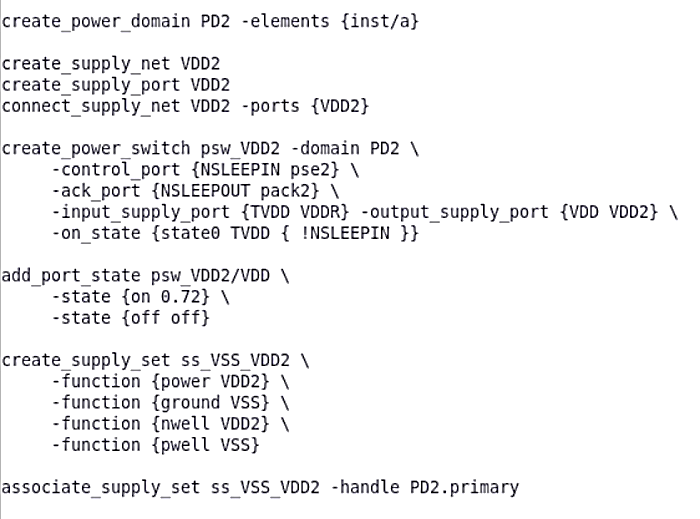 create_power_domain PD2 -elements {inst/a}
create_supply_net VDD2
create_supply_port VDD2
connect_supply_net VDD2 -ports {VDD2}
create_power_switch psw_VDD2 -domain PD2 \
-control_port {NSLEEPIN pse2} \
-ack_port {NSLEEPOUT pack2} \
-input_supply_port {TVDD VDDR} -output_supply_port {VDD VDD2} \
-on_state {state0 TVDD { !NSLEEPIN }}
add_port_state psw_VDD2/VDD \
-state {on 0.72} \
-state {off off}
create_supply_set ss_VSS_VDD2 \
-function {power VDD2} \
-function {ground VSS} \
-function {nwell VDD2} \
-function {pwell VSS}
associate_supply_set ss_VSS_VDD2 -handle PD2.primary